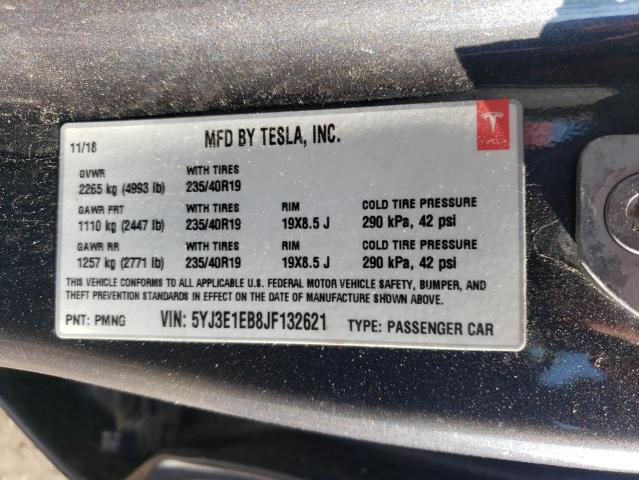 11/18 MFD BY TESLA, INC.
TESLA
GVWR WITH TIRES
2265 kg (4993 lb) 235/40R19
GAWR FRT WITH TIRES RIM COLD TIRE PRESSURE
1110 kg (2447 lb) 235/40R19 19X8.5 J 290 kPa, 42 psi
GAWR RR WITH TIRES RIM COLD TIRE PRESSURE
1257 kg (2771 lb) 235/40R19 19X8.5 J 290 kPa, 42 psi
THIS VEHICLE CONFORMS TO ALL APPLICABLE U.S. FEDERAL MOTOR VEHICLE SAFETY, BUMPER, AND
THEFT PREVENTION STANDARDS IN EFFECT ON THE DATE OF MANUFACTURE SHOWN ABOVE.
PNT: PMNG VIN: 5YJ3E1EB8JF132621 TYPE: PASSENGER CAR